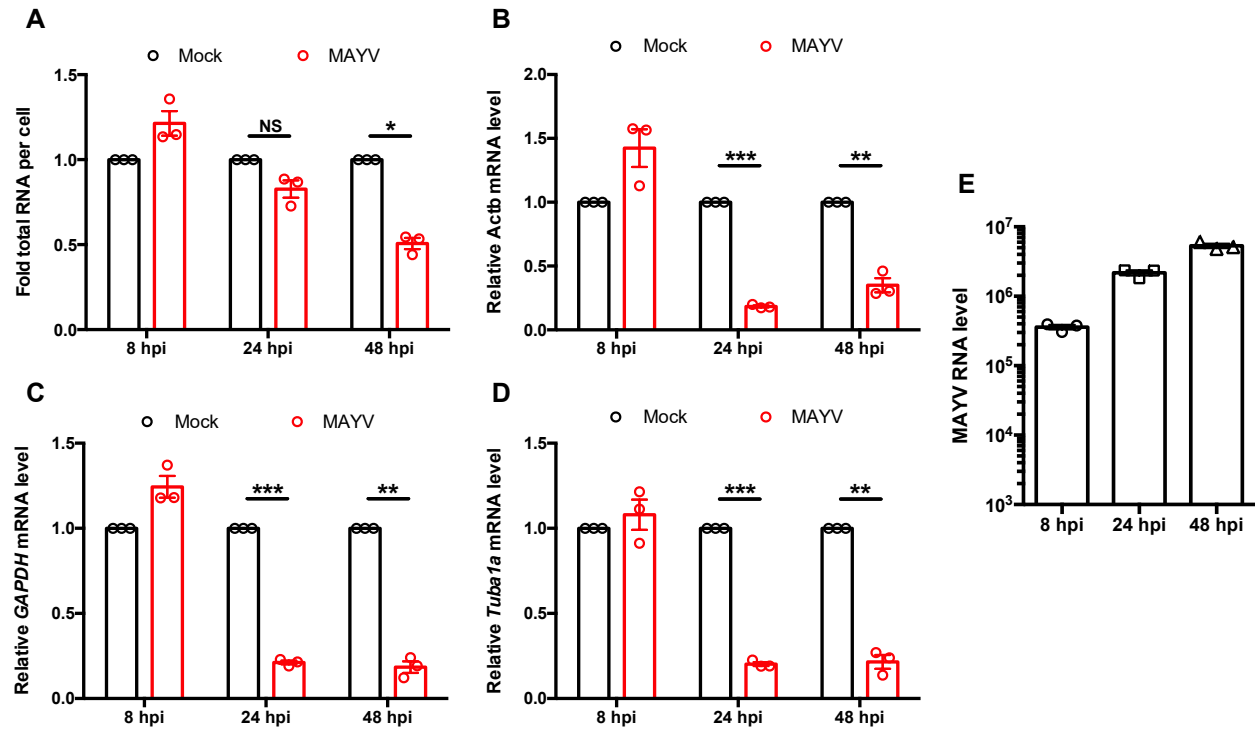 A
Mock MAYV
Fold total RNA per cell
1.5
1.0
0.5
0.0
NS
*
8 hpi 24 hpi 48 hpi
B
Mock MAYV
Relative Actb mRNA level
2.0
1.5
1.0
0.5
0.0
***
**
8 hpi 24 hpi 48 hpi
C
Mock MAYV
Relative GAPDH mRNA level
1.5
1.0
0.5
0.0
***
**
8 hpi 24 hpi 48 hpi
D
Mock MAYV
Relative Tuba1a mRNA level
1.5
1.0
0.5
0.0
***
**
8 hpi 24 hpi 48 hpi
E
MAYV RNA level
10⁷
10⁶
10⁵
10⁴
10³
8 hpi 24 hpi 48 hpi